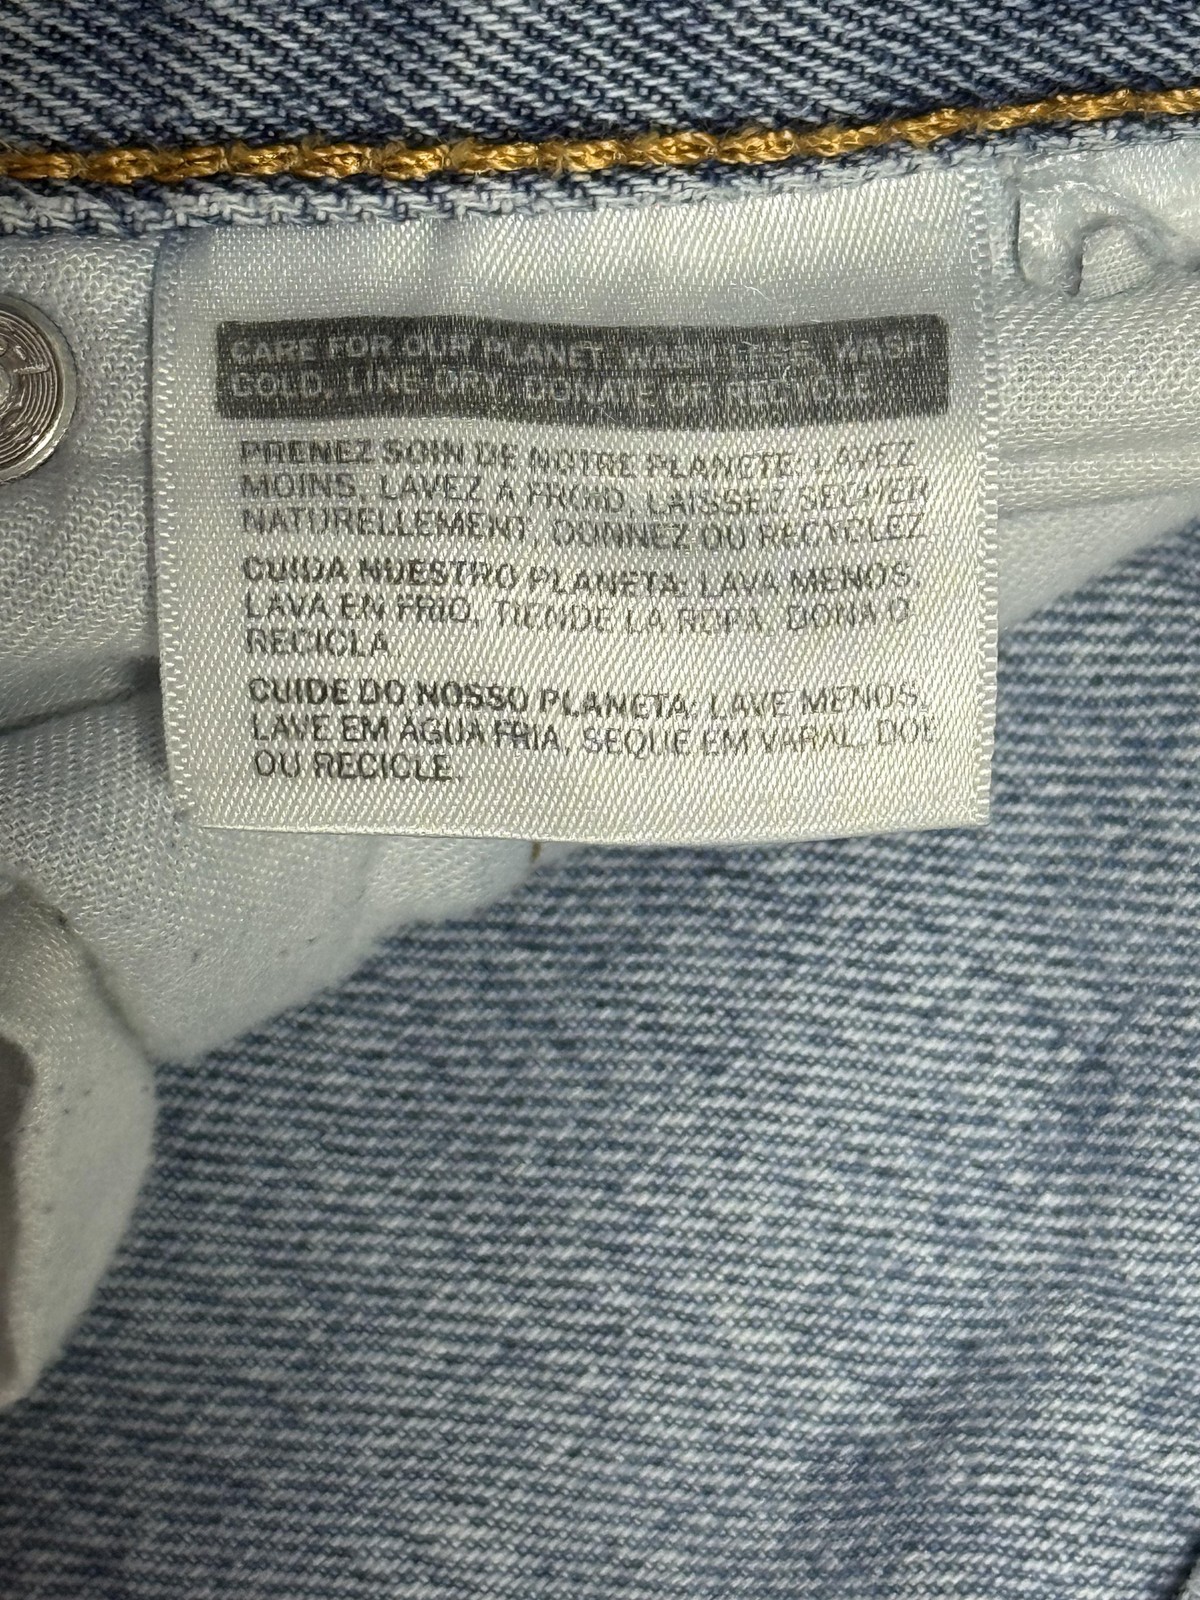 CARE FOR OUR PLANET: WASH LESS, WASH
COLD, LINE DRY, DONATE OR RECYCLE
PRENEZ SOIN DE NOTRE PLANETE: LAVEZ
MOINS, LAVEZ A FROID, LAISSEZ SECHER
NATURELLEMENT, DONNEZ OU RECYCLEZ
CUIDA NUESTRO PLANETA: LAVA MENOS,
LAVA EN FRIO, TIENDE LA ROPA, DONA O
RECICLA
CUIDE DO NOSSO PLANETA: LAVE MENOS,
LAVE EM ÁGUA FRIA, SEQUE EM VARAL, DOE
OU RECICLE.